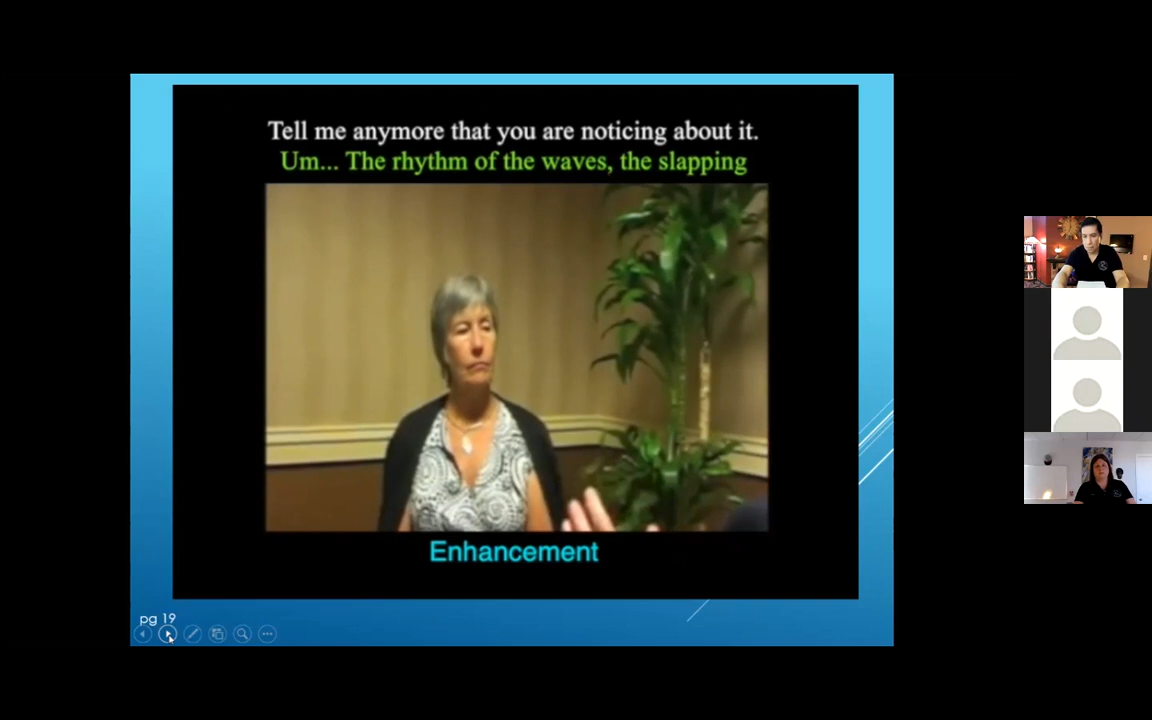 Tell me anymore that you are noticing about it.
Um... The rhythm of the waves, the slapping
Enhancement
pg 19